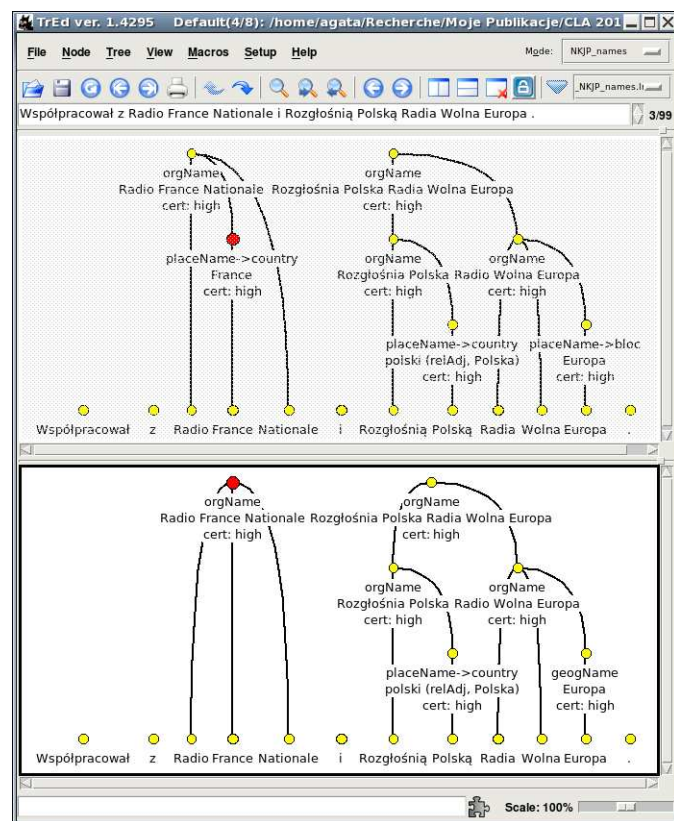 TrEd ver. 1.4295 Default(4/8): /home/agata/Recherche/Moje Publikacje/CLA 201
File Node Tree View Macros Setup Help Mode: NKJP_names
_NKJP_names.
Współpracował z Radio France Nationale i Rozgłośnią Polską Radia Wolna Europa . 3/99
orgName orgName
Radio France Nationale Rozgłośnia Polska Radia Wolna Europa
cert: high cert: high
placeName->country orgName orgName
France Rozgłośnia Polska Radio Wolna Europa
cert: high cert: high cert: high
placeName->country placeName->bloc
polski (relAdj, Polska) Europa
cert: high cert: high
Współpracował z Radio France Nationale i Rozgłośnią Polską Radia Wolna Europa .
orgName orgName
Radio France Nationale Rozgłośnia Polska Radia Wolna Europa
cert: high cert: high
orgName orgName
Rozgłośnia Polska Radio Wolna Europa
cert: high cert: high
placeName->country geogName
polski (relAdj, Polska) Europa
cert: high cert: high
Współpracował z Radio France Nationale i Rozgłośnią Polską Radia Wolna Europa .
Scale: 100%